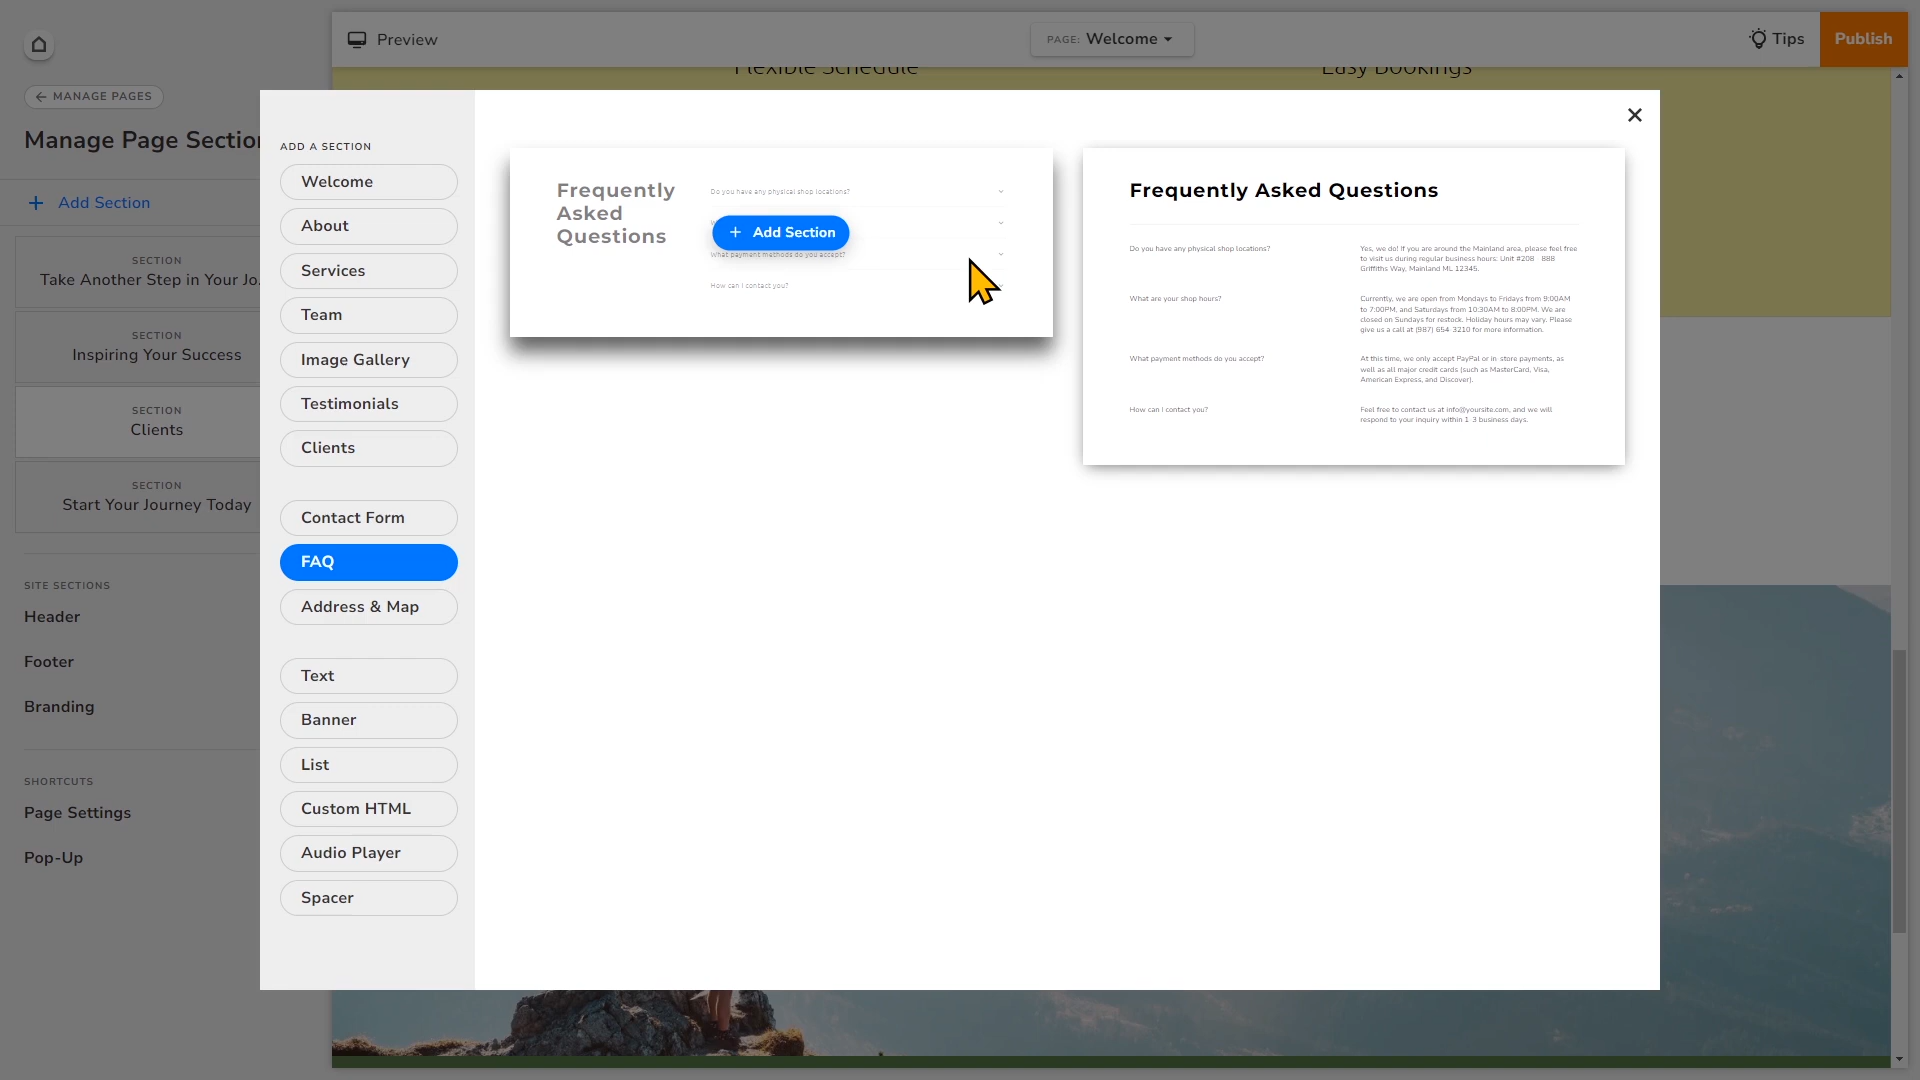 Preview
PAGE: Welcome
Tips
Publish
MANAGE PAGES
Manage Page Section
Add Section
SECTION
Take Another Step in Your Jo...
SECTION
Inspiring Your Success
SECTION
Clients
SECTION
Start Your Journey Today
SITE SECTIONS
Header
Footer
Branding
SHORTCUTS
Page Settings
Pop-Up
Flexible Schedule
Easy Bookings
ADD A SECTION
Welcome
About
Services
Team
Image Gallery
Testimonials
Clients
Contact Form
FAQ
Address & Map
Text
Banner
List
Custom HTML
Audio Player
Spacer
Frequently
Asked
Questions
Do you have any physical shop locations?
Add Section
What payment methods do you accept?
How can I contact you?
Frequently Asked Questions
Do you have any physical shop locations?
Yes, we do! If you are around the Mainland area, please feel free
to visit us during regular business hours: Unit #208 888
Griffiths Way, Mainland ML 12345.
What are your shop hours?
Currently, we are open from Mondays to Fridays from 9:00AM
to 7:00PM, and Saturdays from 10:30AM to 8:00PM. We are
closed on Sundays for restock. Holiday hours may vary. Please
give us a call at (987) 654 3210 for more information.
What payment methods do you accept?
At this time, we only accept PayPal or in store payments, as
well as all major credit cards (such as MasterCard, Visa,
American Express, and Discover).
How can I contact you?
Feel free to contact us at info@yoursite.com, and we will
respond to your inquiry within 1 3 business days.